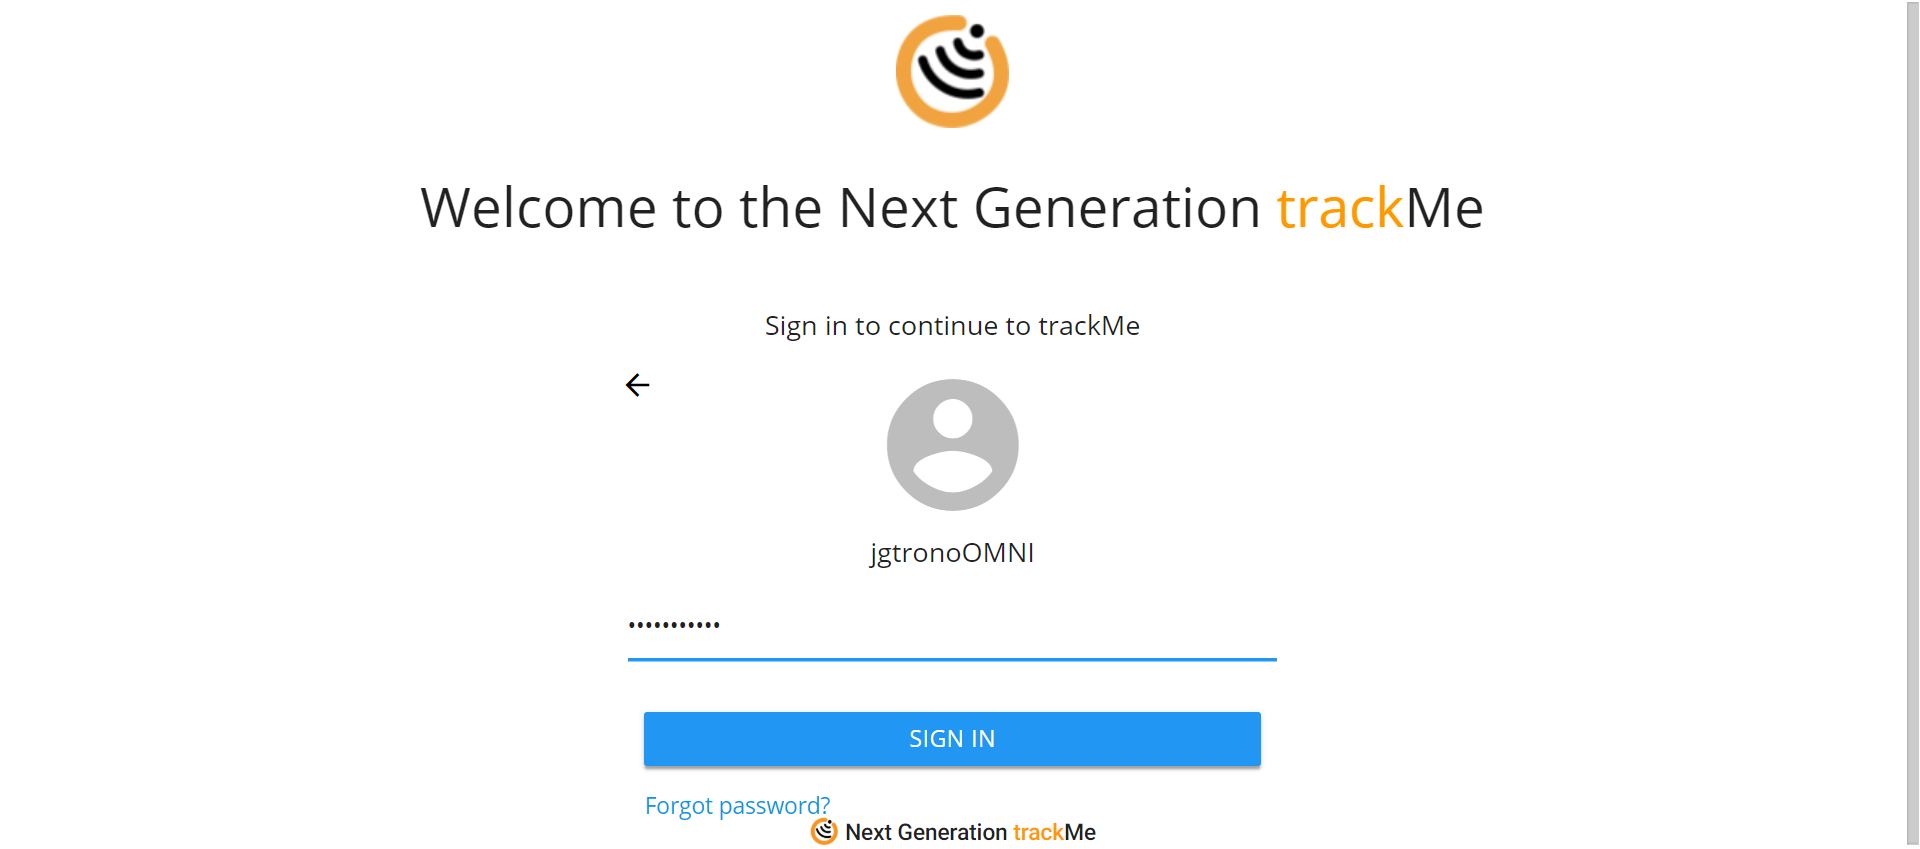 Welcome to the Next Generation trackMe
Sign in to continue to trackMe
jgtronoOMNI
•••••••••••
SIGN IN
Forgot password?
Next Generation trackMe